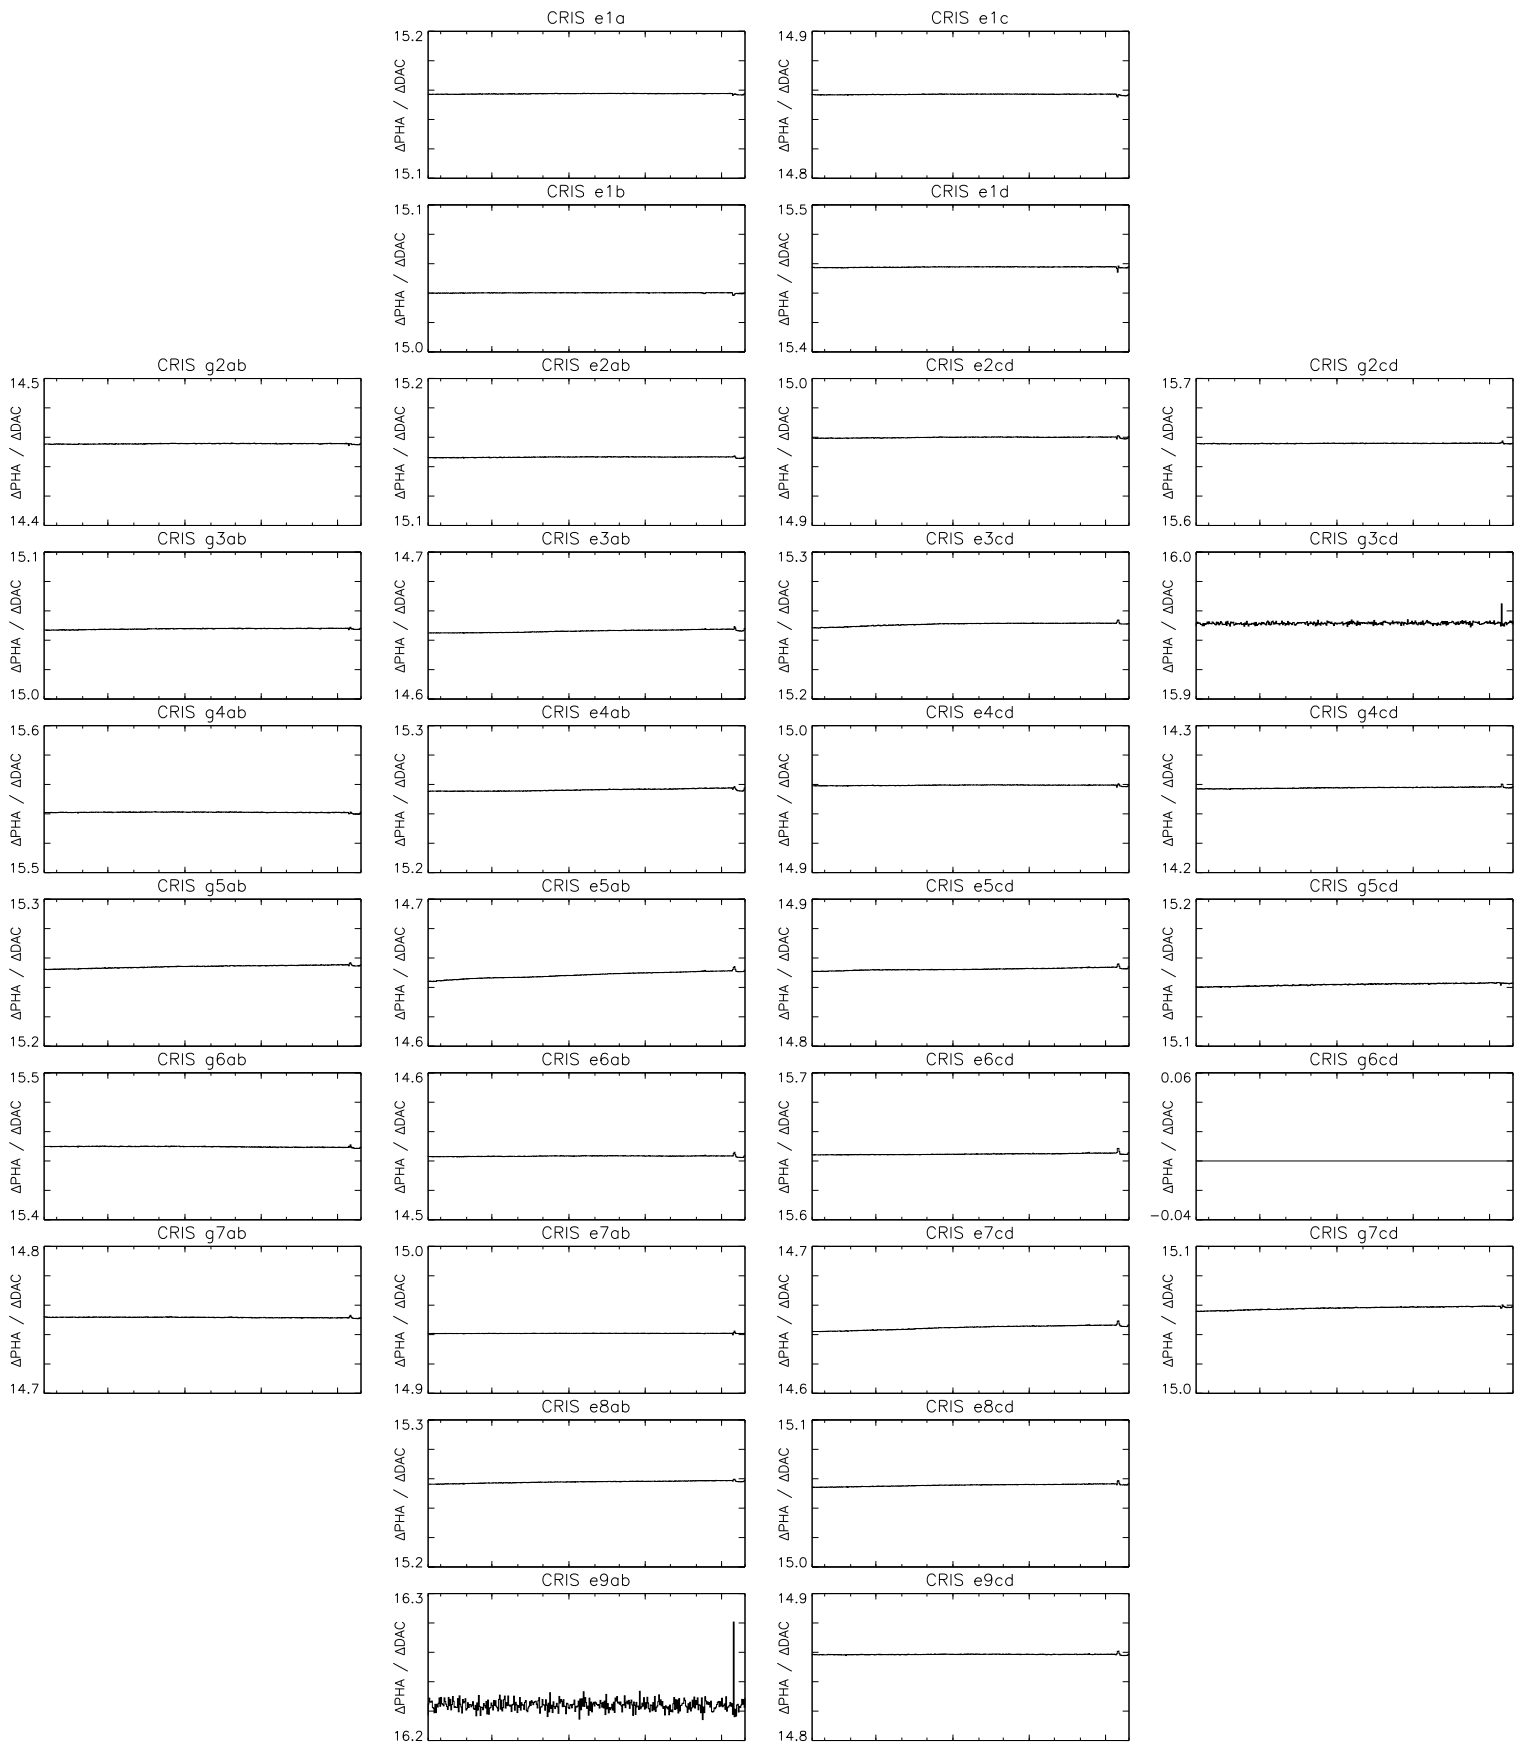 CRIS e1a
15.2
ΔPHA / ΔDAC
15.1
CRIS e1c
14.9
ΔPHA / ΔDAC
14.8
CRIS e1b
15.1
ΔPHA / ΔDAC
15.0
CRIS e1d
15.5
ΔPHA / ΔDAC
15.4
CRIS g2ab
14.5
ΔPHA / ΔDAC
14.4
CRIS e2ab
15.2
ΔPHA / ΔDAC
15.1
CRIS e2cd
15.0
ΔPHA / ΔDAC
14.9
CRIS g2cd
15.7
ΔPHA / ΔDAC
15.6
CRIS g3ab
15.1
ΔPHA / ΔDAC
15.0
CRIS e3ab
14.7
ΔPHA / ΔDAC
14.6
CRIS e3cd
15.3
ΔPHA / ΔDAC
15.2
CRIS g3cd
16.0
ΔPHA / ΔDAC
15.9
CRIS g4ab
15.6
ΔPHA / ΔDAC
15.5
CRIS e4ab
15.3
ΔPHA / ΔDAC
15.2
CRIS e4cd
15.0
ΔPHA / ΔDAC
14.9
CRIS g4cd
14.3
ΔPHA / ΔDAC
14.2
CRIS g5ab
15.3
ΔPHA / ΔDAC
15.2
CRIS e5ab
14.7
ΔPHA / ΔDAC
14.6
CRIS e5cd
14.9
ΔPHA / ΔDAC
14.8
CRIS g5cd
15.2
ΔPHA / ΔDAC
15.1
CRIS g6ab
15.5
ΔPHA / ΔDAC
15.4
CRIS e6ab
14.6
ΔPHA / ΔDAC
14.5
CRIS e6cd
15.7
ΔPHA / ΔDAC
15.6
CRIS g6cd
0.06
ΔPHA / ΔDAC
−0.04
CRIS g7ab
14.8
ΔPHA / ΔDAC
14.7
CRIS e7ab
15.0
ΔPHA / ΔDAC
14.9
CRIS e7cd
14.7
ΔPHA / ΔDAC
14.6
CRIS g7cd
15.1
ΔPHA / ΔDAC
15.0
CRIS e8ab
15.3
ΔPHA / ΔDAC
15.2
CRIS e8cd
15.1
ΔPHA / ΔDAC
15.0
CRIS e9ab
16.3
ΔPHA / ΔDAC
16.2
CRIS e9cd
14.9
ΔPHA / ΔDAC
14.8